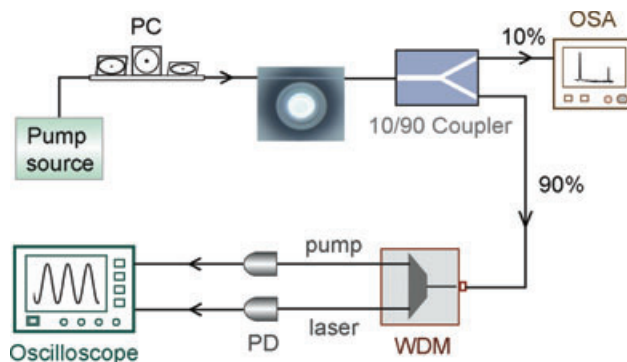 PC
OSA
10%
Pump
source
10/90 Coupler
90%
pump
laser
Oscilloscope
PD
WDM